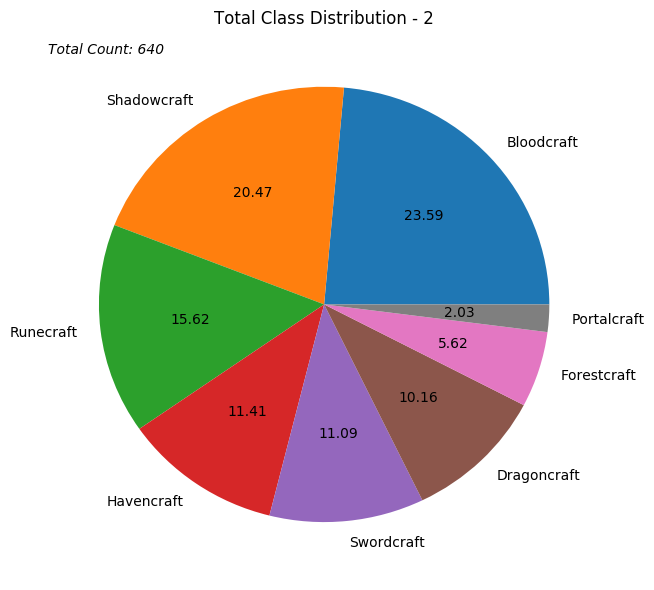 Total Class Distribution - 2
Total Count: 640
Shadowcraft
Bloodcraft
20.47
23.59
Runecraft
15.62
2.03
Portalcraft
5.62
Forestcraft
11.41
10.16
11.09
Havencraft
Dragoncraft
Swordcraft